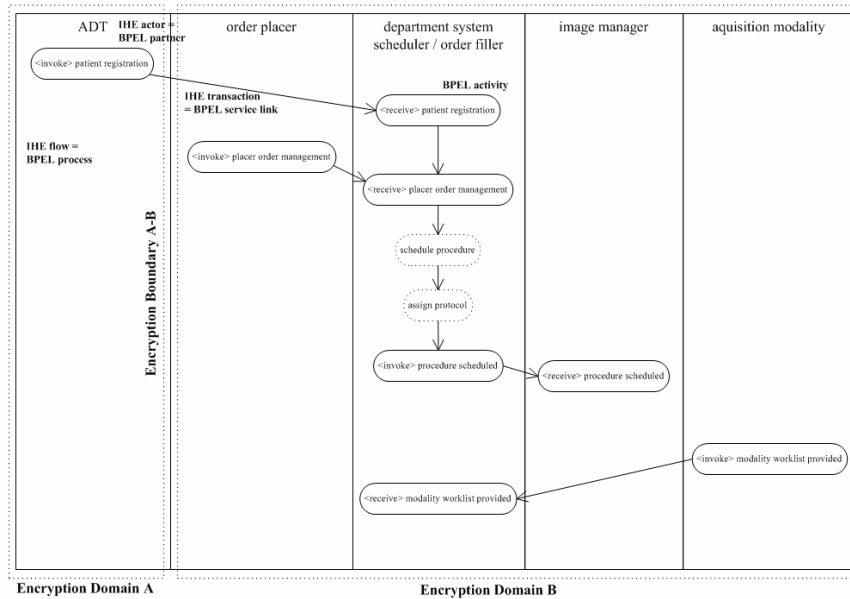 ADT
IHE actor =
BPEL partner
order placer
department system
scheduler / order filler
image manager
aquisition modality
<invoke> patient registration
IHE transaction
= BPEL service link
BPEL activity
<receive> patient registration
IHE flow =
BPEL process
<invoke> placer order management
<receive> placer order management
Encryption Boundary A-B
schedule procedure
assign protocol
<invoke> procedure scheduled
<receive> procedure scheduled
<invoke> modality worklist provided
<receive> modality worklist provided
Encryption Domain A
Encryption Domain B